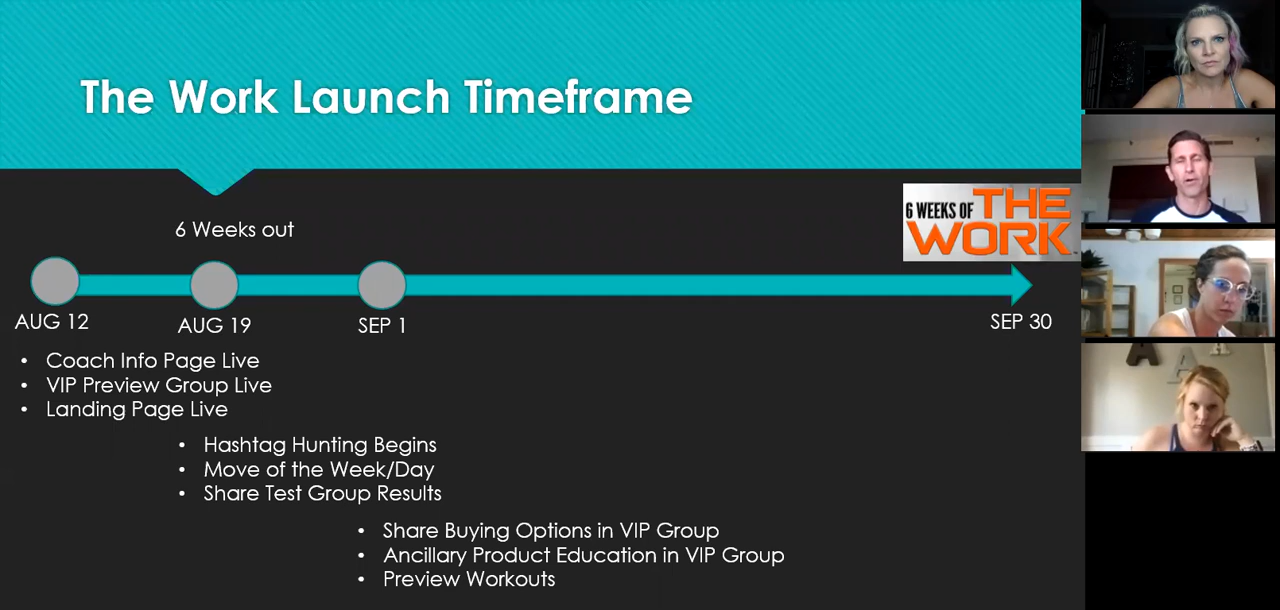 The Work Launch Timeframe
6 Weeks out
6 WEEKS OF THE
WORK
AUG 12
AUG 19
SEP 1
SEP 30
• Coach Info Page Live
• VIP Preview Group Live
• Landing Page Live
• Hashtag Hunting Begins
• Move of the Week/Day
• Share Test Group Results
• Share Buying Options in VIP Group
• Ancillary Product Education in VIP Group
• Preview Workouts
A A A